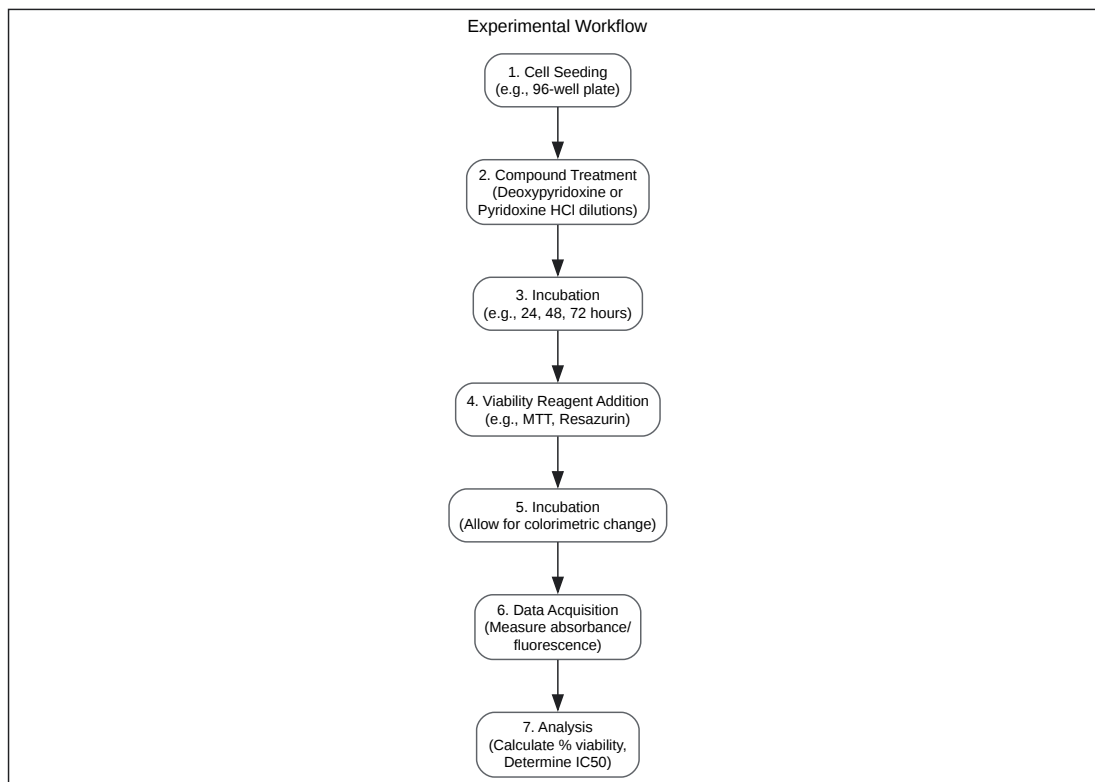 Experimental Workflow
1. Cell Seeding
(e.g., 96-well plate)
2. Compound Treatment
(Deoxypyridoxine or
Pyridoxine HCl dilutions)
3. Incubation
(e.g., 24, 48, 72 hours)
4. Viability Reagent Addition
(e.g., MTT, Resazurin)
5. Incubation
(Allow for colorimetric change)
6. Data Acquisition
(Measure absorbance/
fluorescence)
7. Analysis
(Calculate % viability,
Determine IC50)